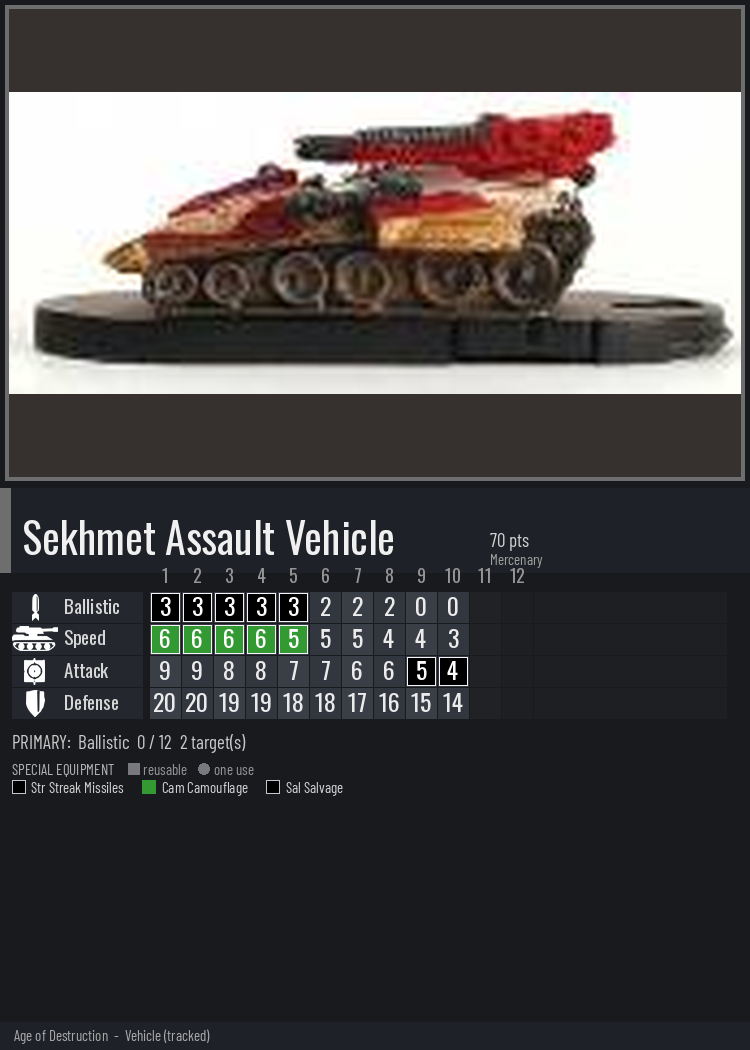 Sekhmet Assault Vehicle
70 pts
Mercenary
1 2 3 4 5 6 7 8 9 10 11 12
Ballistic 3 3 3 3 3 2 2 2 0 0
Speed 6 6 6 6 5 5 5 4 4 3
Attack 9 9 8 8 7 7 6 6 5 4
Defense 20 20 19 19 18 18 17 16 15 14
PRIMARY: Ballistic 0 / 12 2 target(s)
SPECIAL EQUIPMENT reusable one use
Str Streak Missiles Cam Camouflage Sal Salvage
Age of Destruction - Vehicle (tracked)